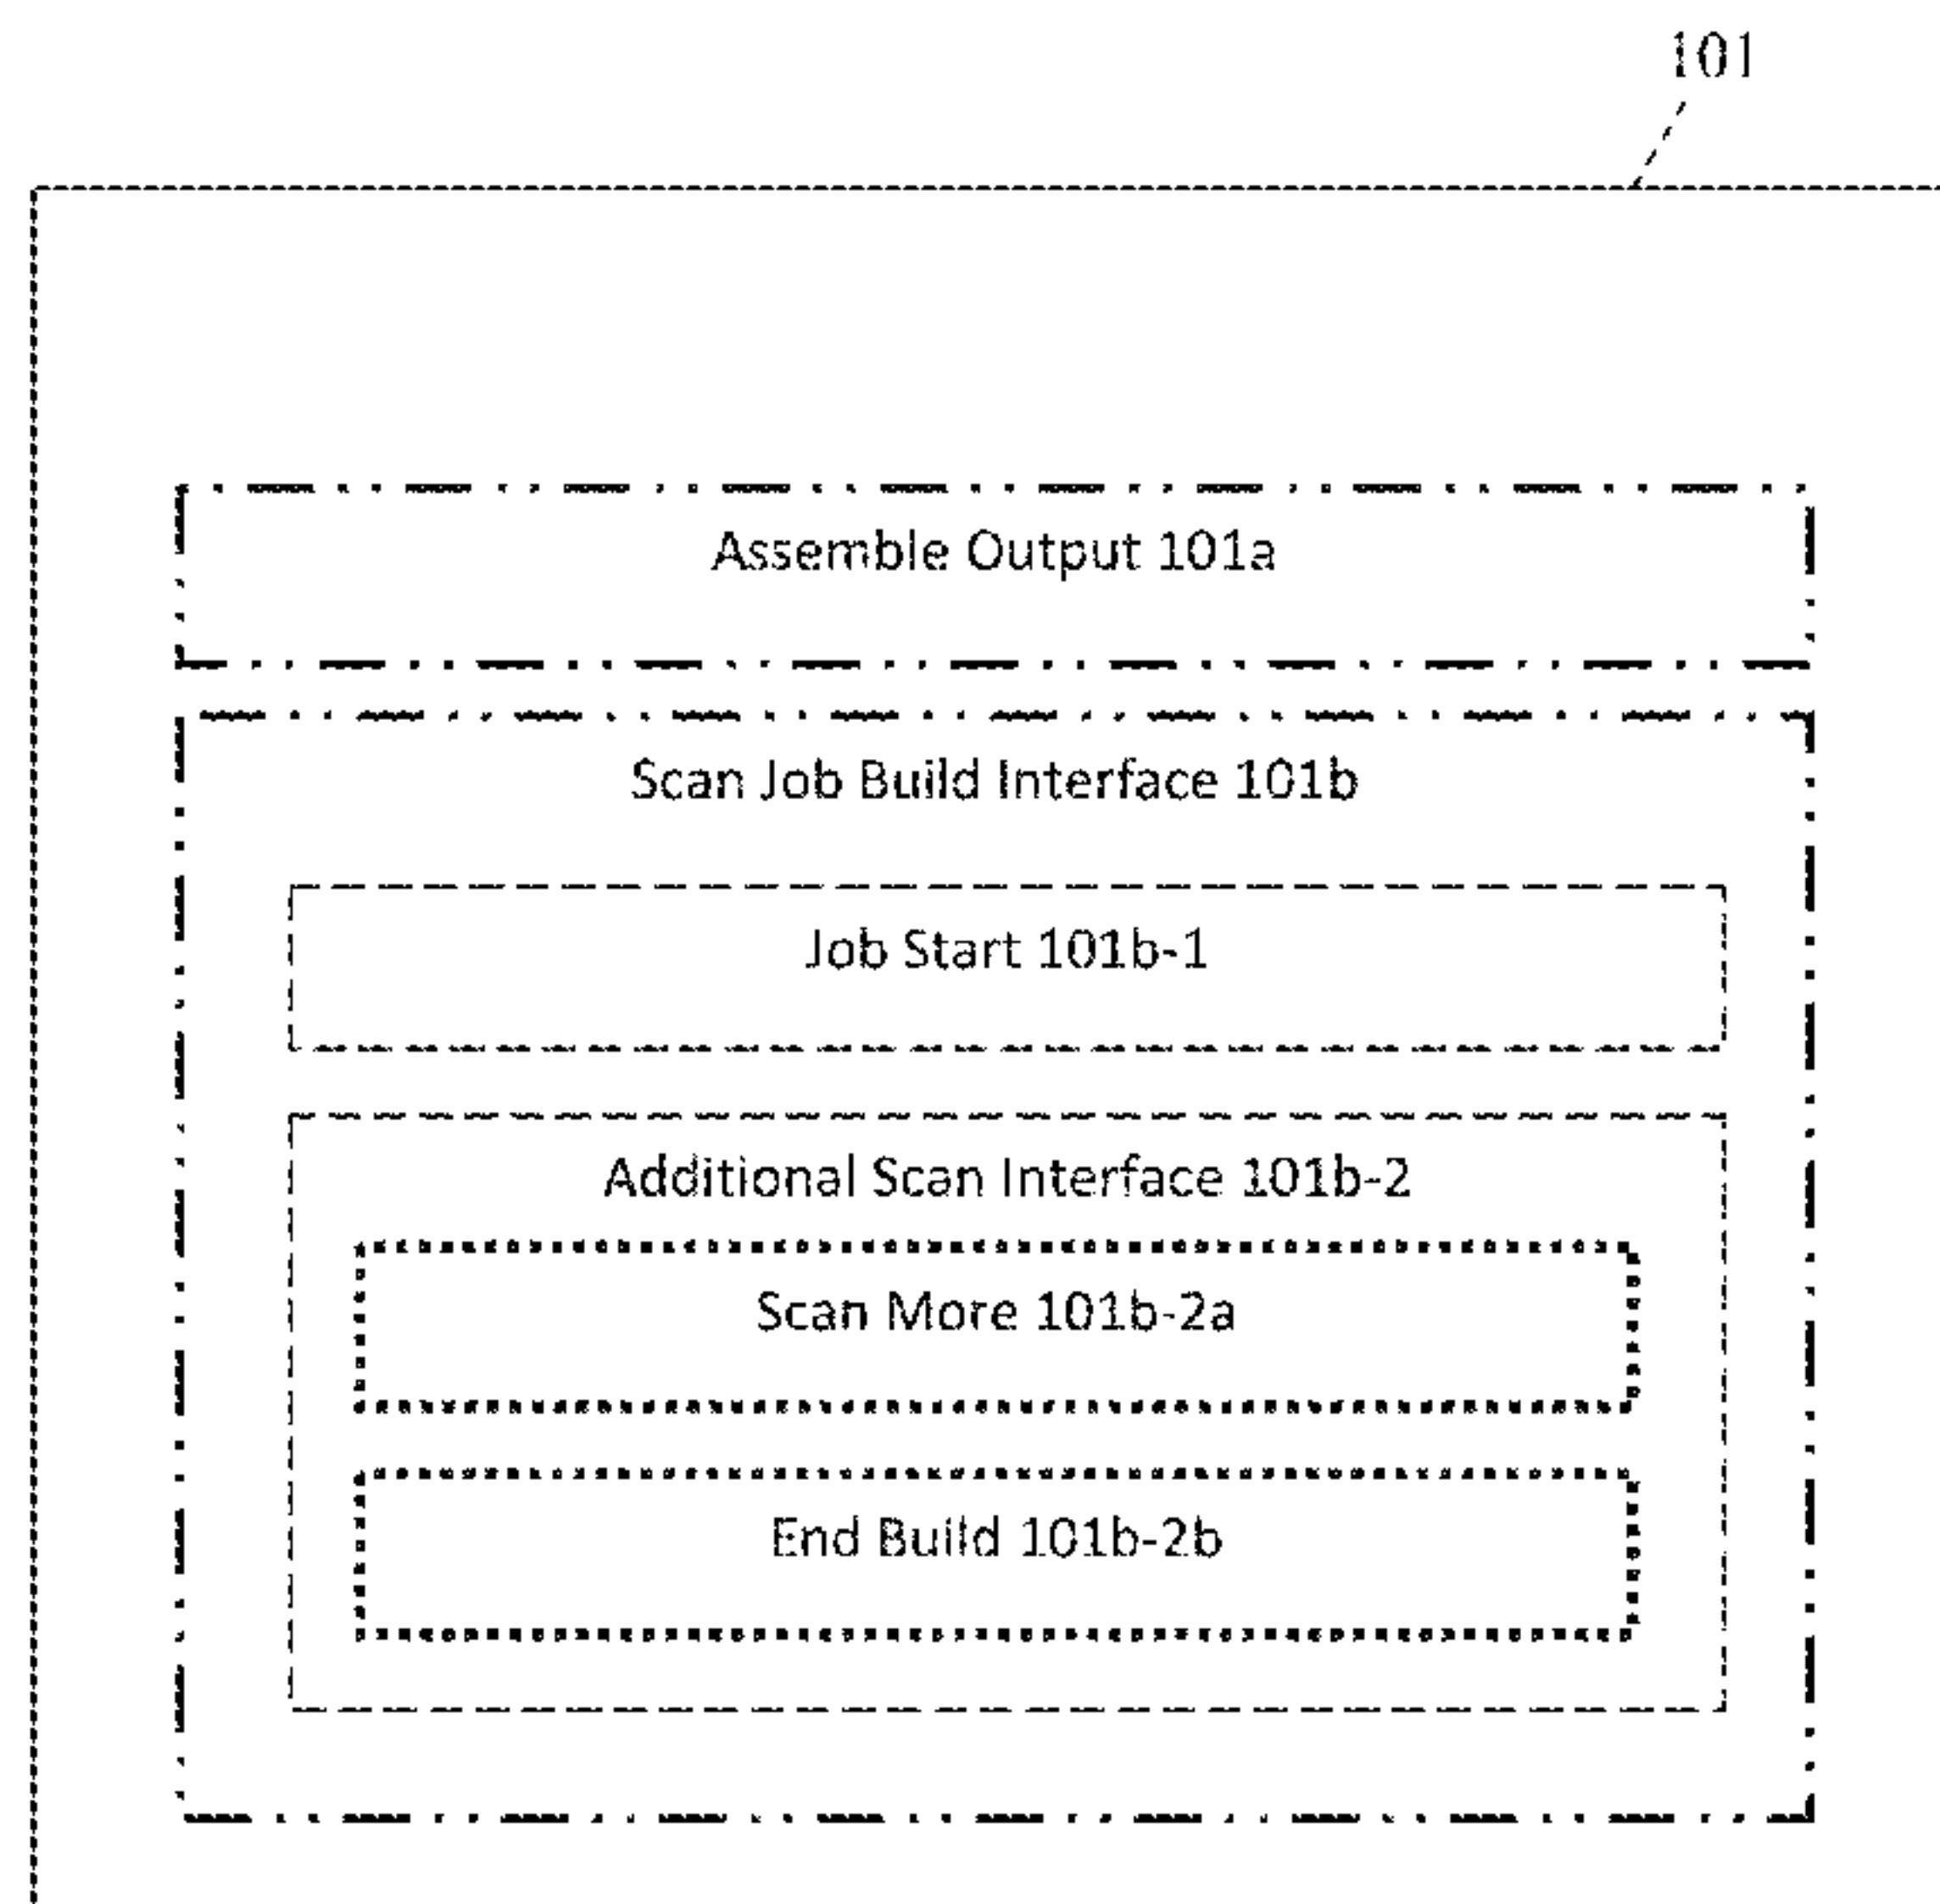 101
Assemble Output 101a
Scan Job Build Interface 101b
Job Start 101b-1
Additional Scan Interface 101b-2
Scan More 101b-2a
End Build 101b-2b